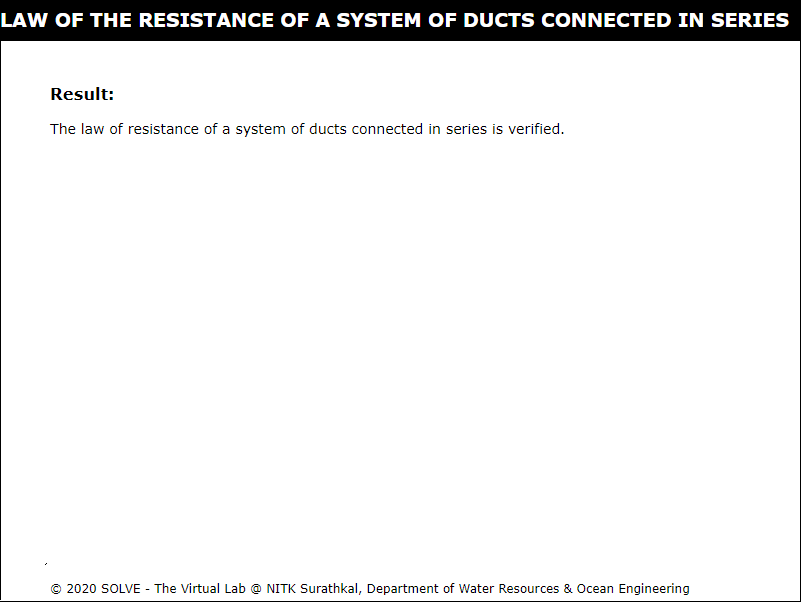 LAW OF THE RESISTANCE OF A SYSTEM OF DUCTS CONNECTED IN SERIES
Result:
The law of resistance of a system of ducts connected in series is verified.
© 2020 SOLVE - The Virtual Lab @ NITK Surathkal, Department of Water Resources & Ocean Engineering